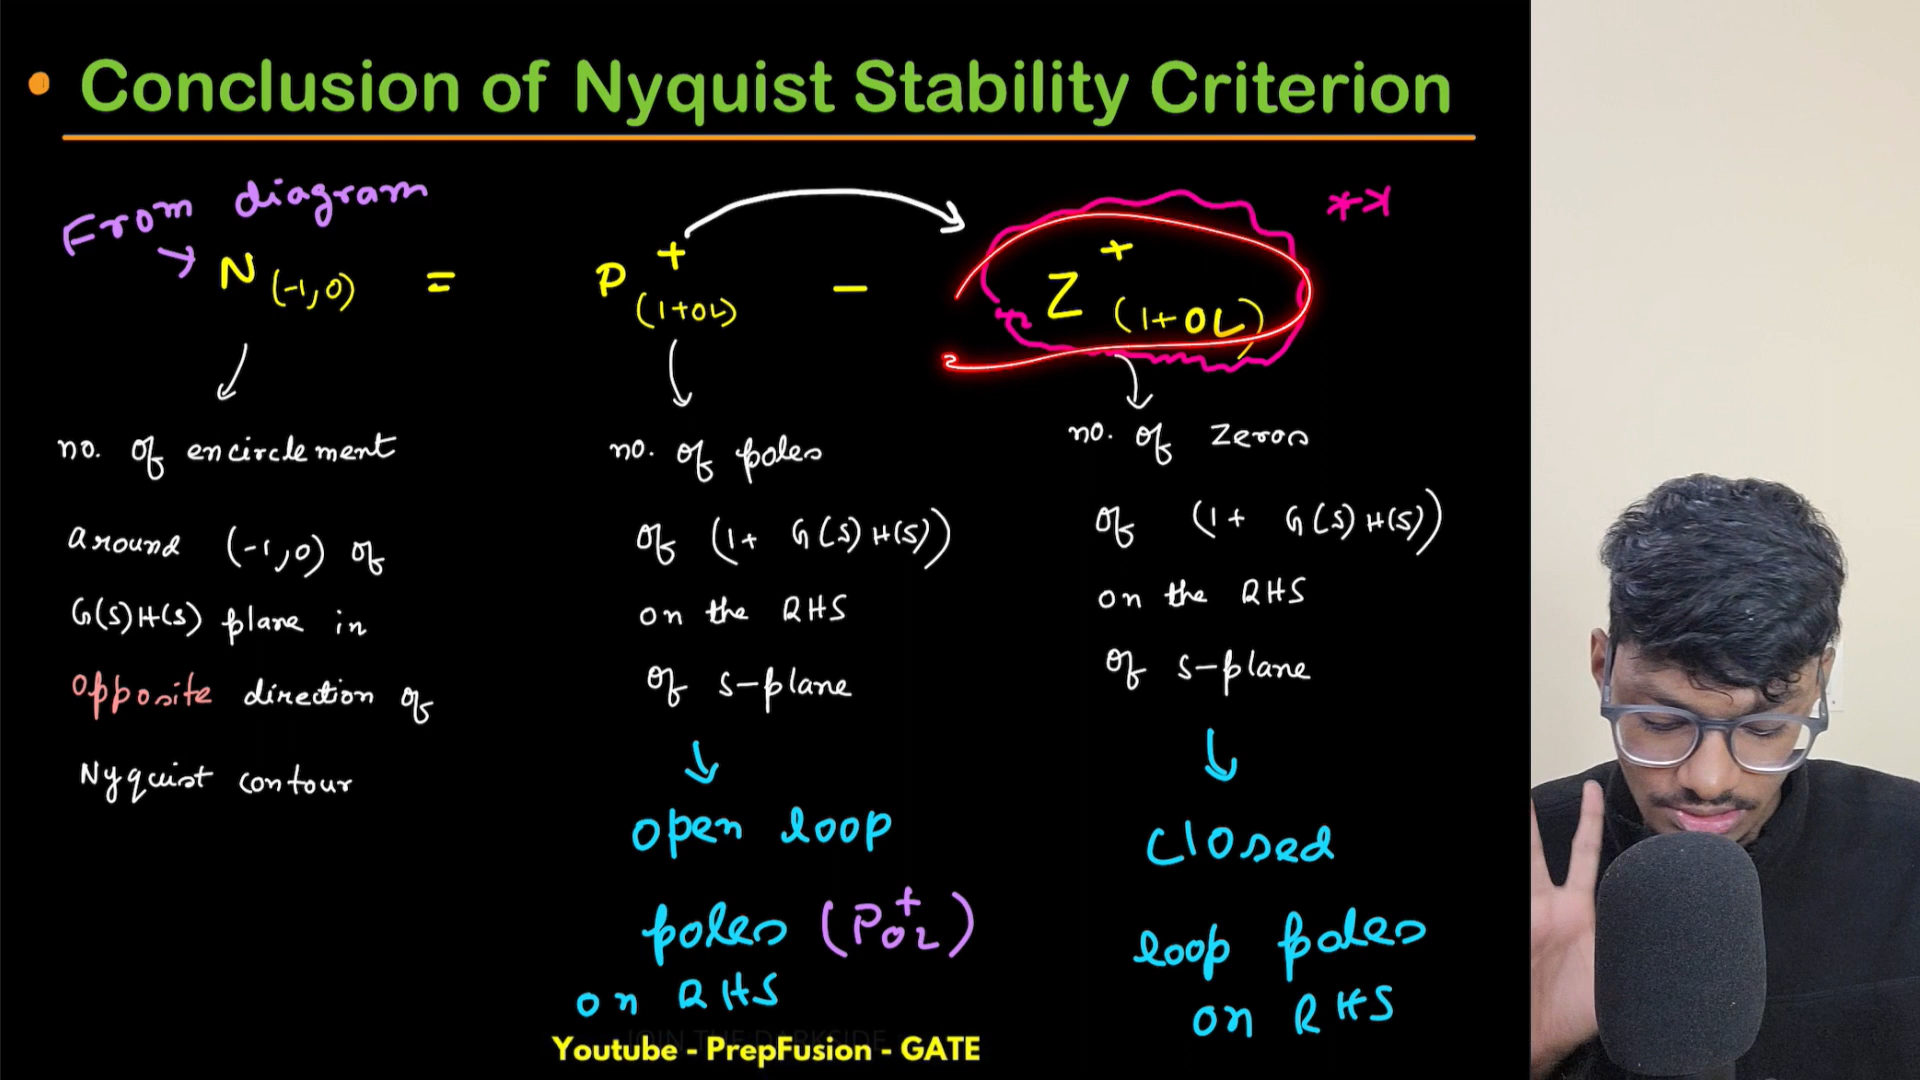 • Conclusion of Nyquist Stability Criterion
From diagram
→ N (-1,0) = P⁺ (1+OL) - Z⁺ (1+OL) **
no. of encirclement
around (-1,0) of
G(s)H(s) plane in
opposite direction of
Nyquist contour
no. of poles
of (1+ G(s)H(s))
on the RHS
of s-plane
open loop
poles (P⁺OL)
on RHS
no. of zeros
of (1+ G(s)H(s))
on the RHS
of s-plane
closed
loop poles
on RHS
Youtube - PrepFusion - GATE